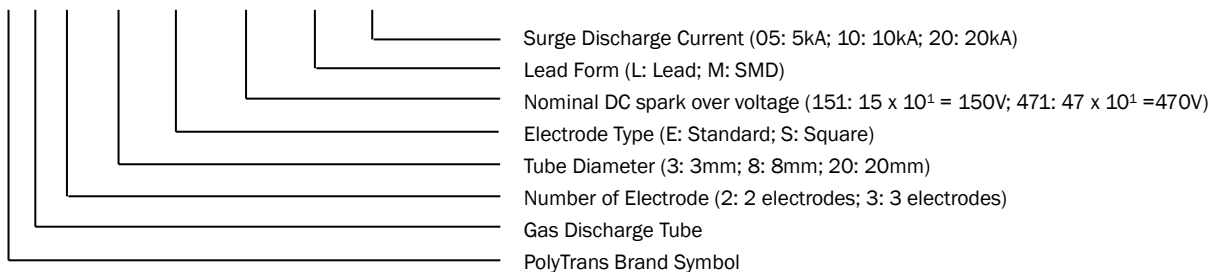 Surge Discharge Current (05: 5kA; 10: 10kA; 20: 20kA)
Lead Form (L: Lead; M: SMD)
Nominal DC spark over voltage (151: 15 x 10¹ = 150V; 471: 47 x 10¹ =470V)
Electrode Type (E: Standard; S: Square)
Tube Diameter (3: 3mm; 8: 8mm; 20: 20mm)
Number of Electrode (2: 2 electrodes; 3: 3 electrodes)
Gas Discharge Tube
PolyTrans Brand Symbol